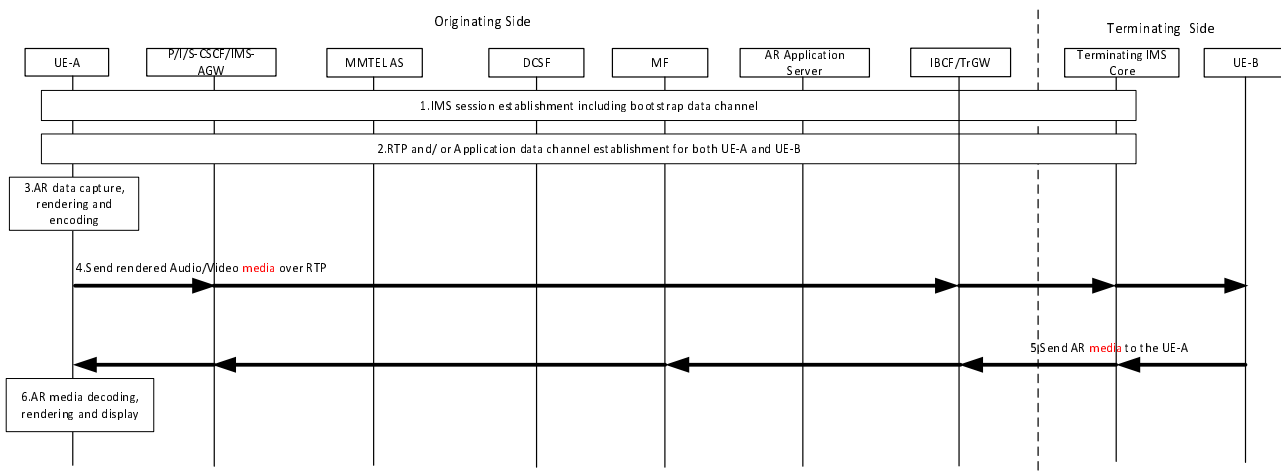 Originating Side
Terminating Side
UE-A
P/I/S-CSCF/IMS-
AGW
MMTEL AS
DCSF
MF
AR Application
Server
IBCF/TrGW
Terminating IMS
Core
UE-B
1.IMS session establishment including bootstrap data channel
2.RTP and/ or Application data channel establishment for both UE-A and UE-B
3.AR data capture,
rendering and
encoding
4.Send rendered Audio/Video media over RTP
5.Send AR media to the UE-A
6.AR media decoding,
rendering and display